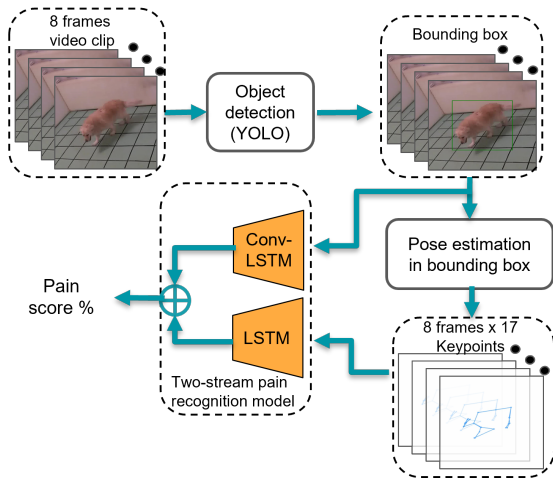 8 frames
video clip
Object
detection
(YOLO)
Bounding box
Conv-
LSTM
Pose estimation
in bounding box
Pain
score %
LSTM
8 frames x 17
Keypoints
Two-stream pain
recognition model